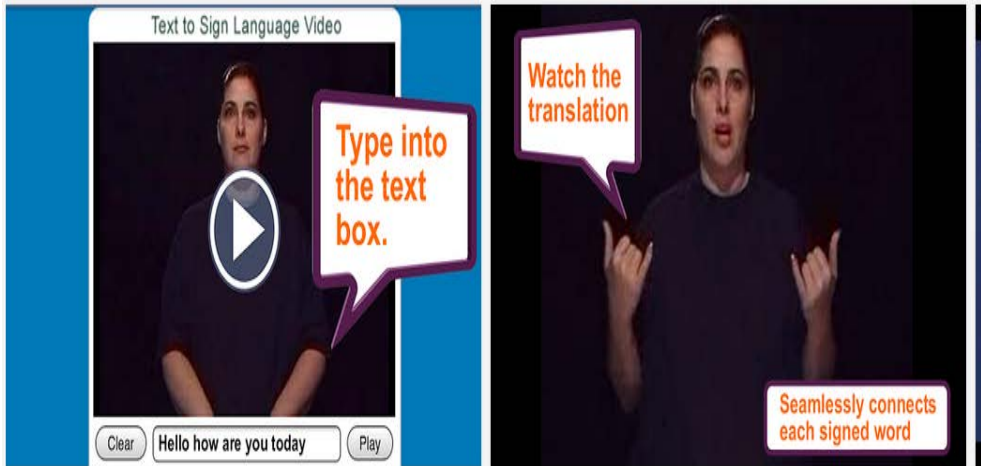 Text to Sign Language Video
Type into
the text
box.
Clear
Hello how are you today
Play
Watch the
translation
Seamlessly connects
each signed word